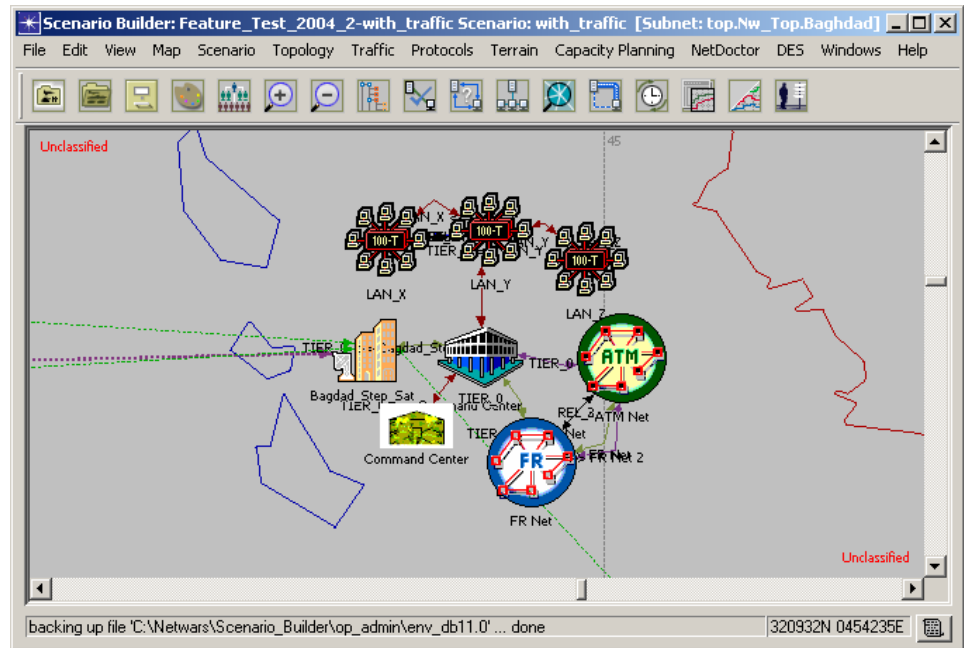 Scenario Builder: Feature_Test_2004_2-with_traffic Scenario: with_traffic [Subnet: top.Nw_Top.Baghdad]
File Edit View Map Scenario Topology Traffic Protocols Terrain Capacity Planning NetDoctor DES Windows Help
Unclassified
45
100-T
100-T
100-T
LAN_X
LAN_Y
LAN_Z
ATM
TIER_0
Bagdad_Step_Sat
TIER_0
REL_3
ATM Net
Command Center
FR
FR Net 2
FR Net
Unclassified
backing up file 'C:\Netwars\Scenario_Builder\op_admin\env_db11.0' ... done
320932N 0454235E